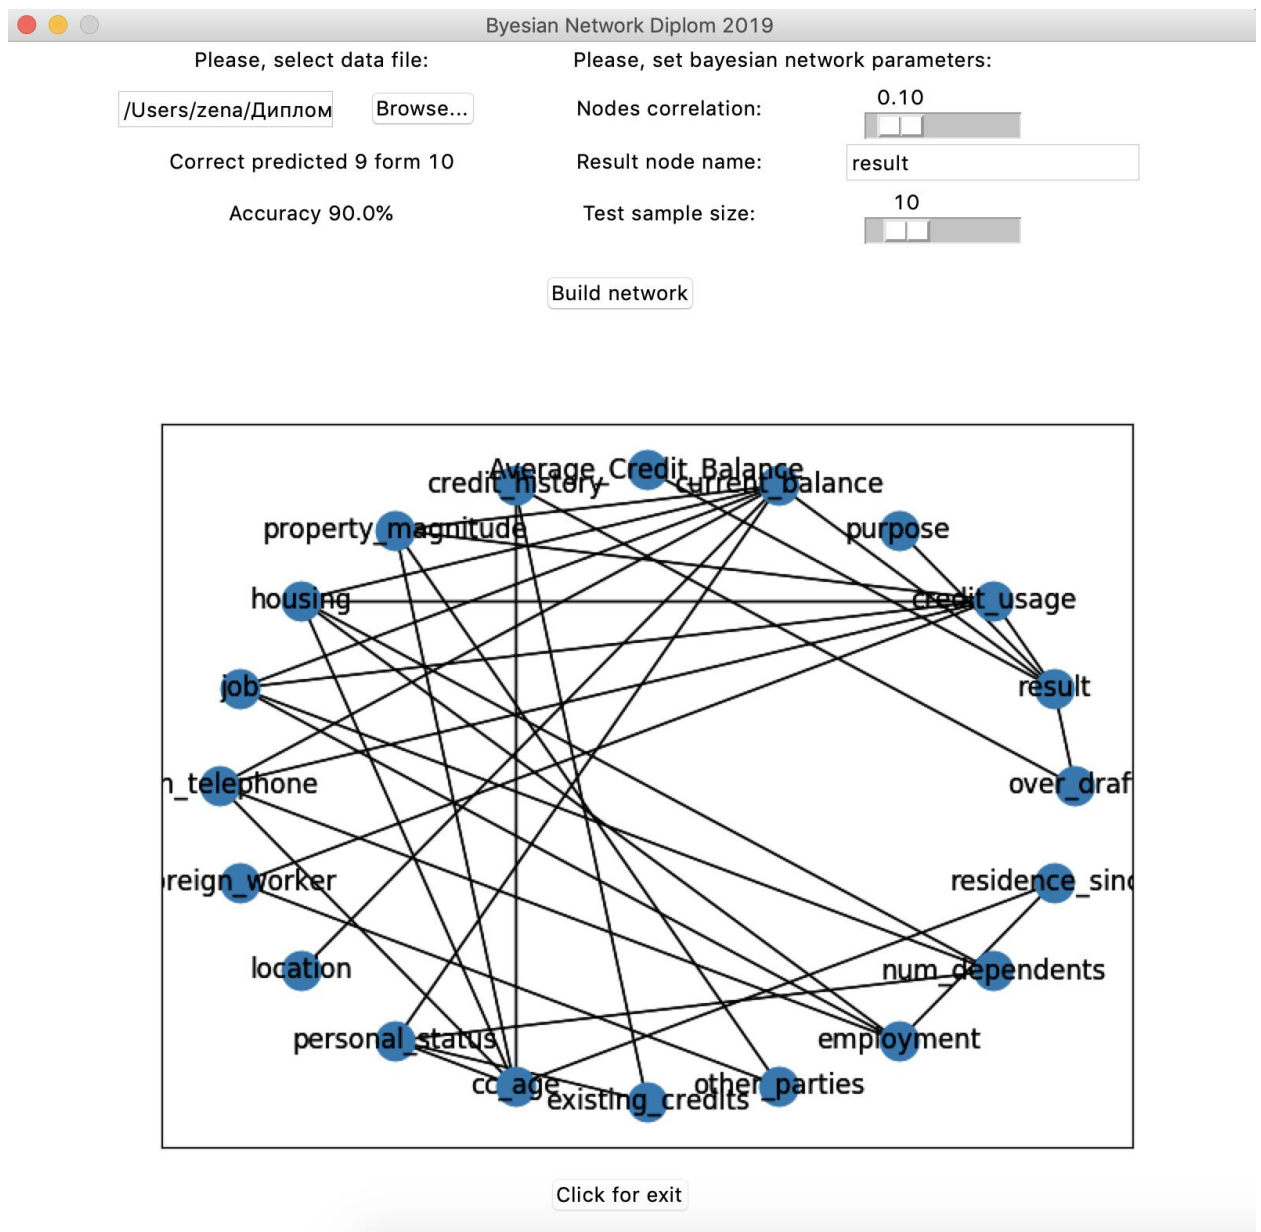 Byesian Network Diplom 2019
Please, select data file:
Please, set bayesian network parameters:
/Users/zena/Диплом
Browse...
Nodes correlation:
0.10
Correct predicted 9 form 10
Result node name:
result
Accuracy 90.0%
Test sample size:
10
Build network
Average_Credit_Balance
credit_history
current_balance
property_magnitude
purpose
housing
credit_usage
job
result
n_telephone
over_draf
reign_worker
residence_sinc
location
num_dependents
personal_status
employment
cc_age
other_parties
existing_credits
Click for exit